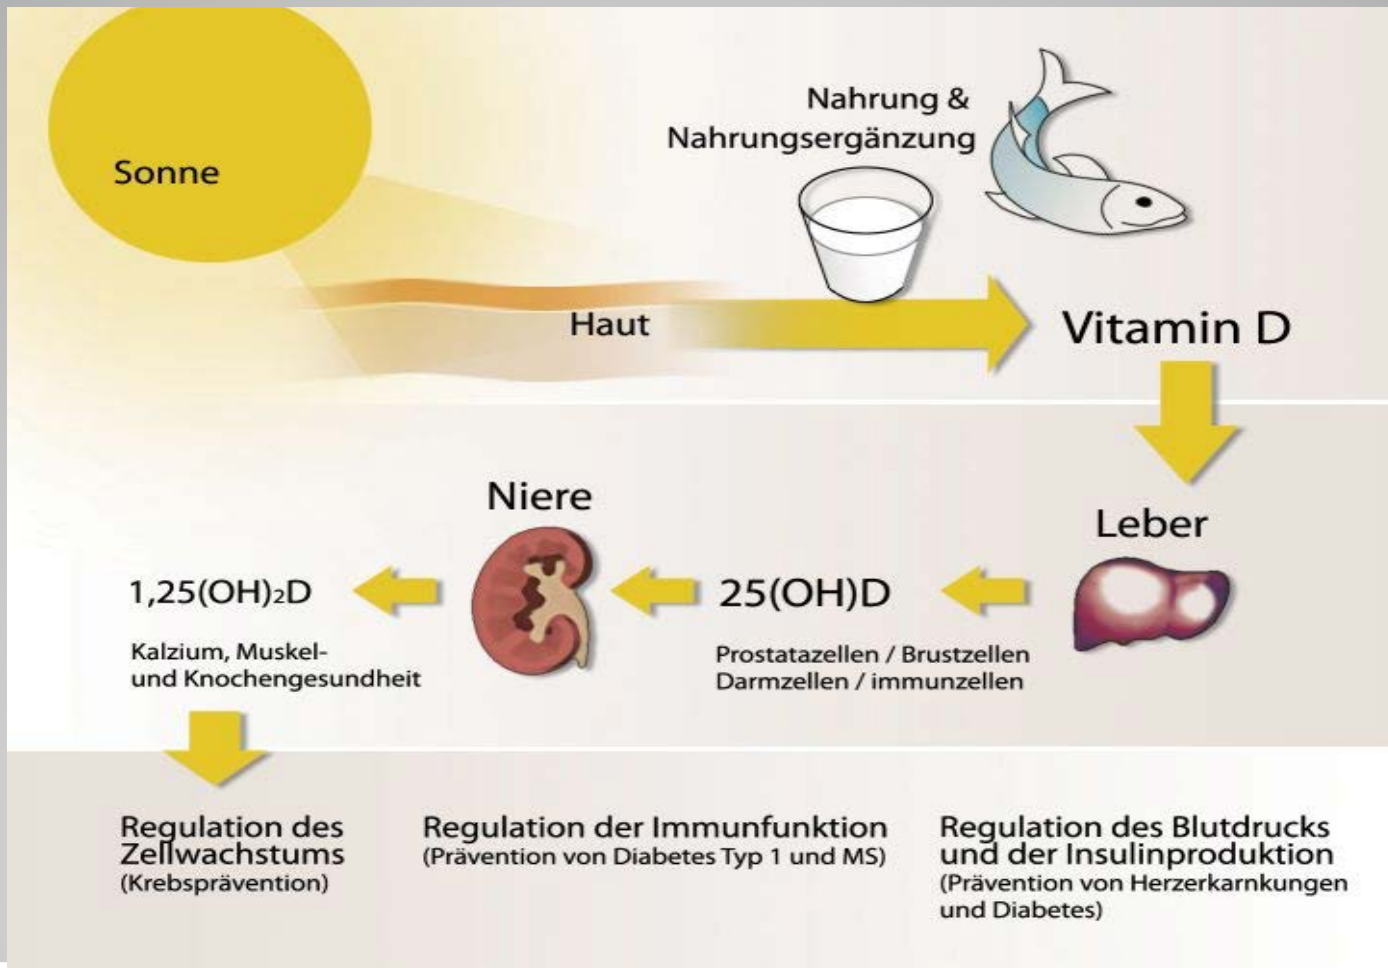 Sonne
Nahrung &
Nahrungsergänzung
Haut
Vitamin D
Leber
Niere
25(OH)D
Prostatazellen / Brustzellen
Darmzellen / immunzellen
1,25(OH)₂D
Kalzium, Muskel-
und Knochengesundheit
Regulation des
Zellwachstums
(Krebsprävention)
Regulation der Immunfunktion
(Prävention von Diabetes Typ 1 und MS)
Regulation des Blutdrucks
und der Insulinproduktion
(Prävention von Herzerkarnkungen
und Diabetes)